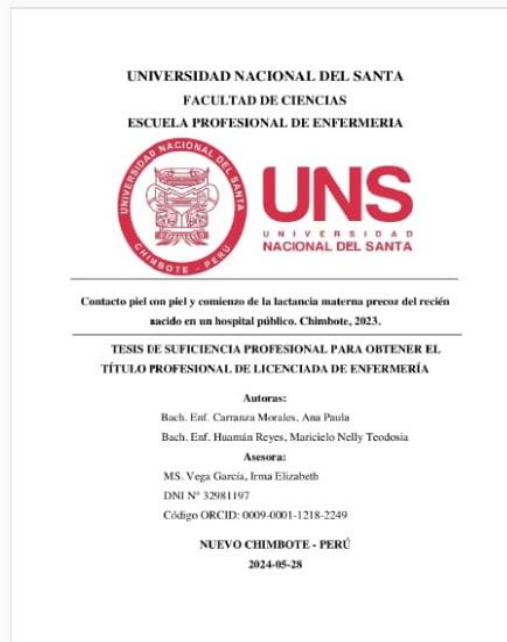 UNIVERSIDAD NACIONAL DEL SANTA
FACULTAD DE CIENCIAS
ESCUELA PROFESIONAL DE ENFERMERIA
UNIVERSIDAD NACIONAL DEL SANTA
CHIMBOTE - PERÚ
UNS
UNIVERSIDAD
NACIONAL DEL SANTA
Contacto piel con piel y comienzo de la lactancia materna precoz del recién
nacido en un hospital público. Chimbote, 2023.
TESIS DE SUFICIENCIA PROFESIONAL PARA OBTENER EL
TÍTULO PROFESIONAL DE LICENCIADA DE ENFERMERÍA
Autoras:
Bach. Enf. Carranza Morales, Ana Paula
Bach. Enf. Huamán Reyes, Maricielo Nelly Teodosia
Asesora:
MS. Vega García, Irma Elizabeth
DNI N° 32981197
Código ORCID: 0009-0001-1218-2249
NUEVO CHIMBOTE - PERÚ
2024-05-28